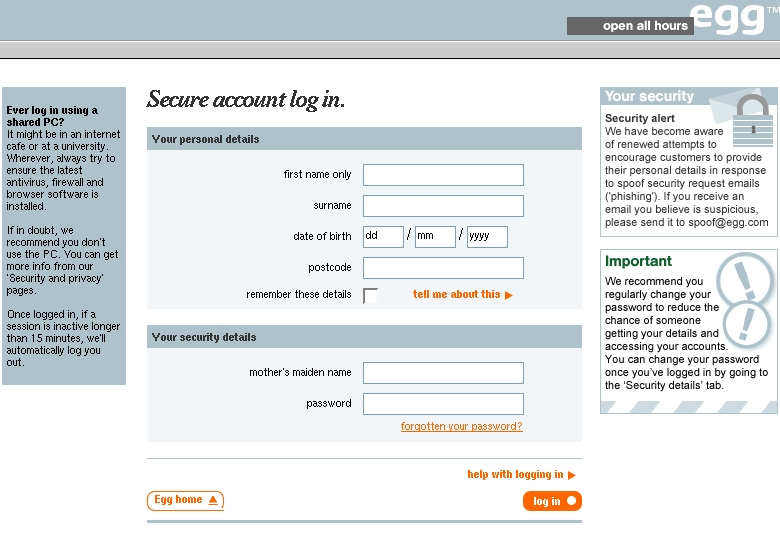 open all hours
egg™
Ever log in using a
shared PC?
It might be in an internet
cafe or at a university.
Wherever, always try to
ensure the latest
antivirus, firewall and
browser software is
installed.
If in doubt, we
recommend you don't
use the PC. You can get
more info from our
'Security and privacy'
pages.
Once logged in, if a
session is inactive longer
than 15 minutes, we'll
automatically log you
out.
Secure account log in.
Your personal details
first name only
surname
date of birth dd / mm / yyyy
postcode
remember these details tell me about this
Your security details
mother's maiden name
password
forgotten your password?
help with logging in
Egg home
log in
Your security
Security alert
We have become aware
of renewed attempts to
encourage customers to provide
their personal details in response
to spoof security request emails
('phishing'). If you receive an
email you believe is suspicious,
please send it to spoof@egg.com
Important
We recommend you
regularly change your
password to reduce the
chance of someone
getting your details and
accessing your accounts.
You can change your password
once you've logged in by going to
the 'Security details' tab.